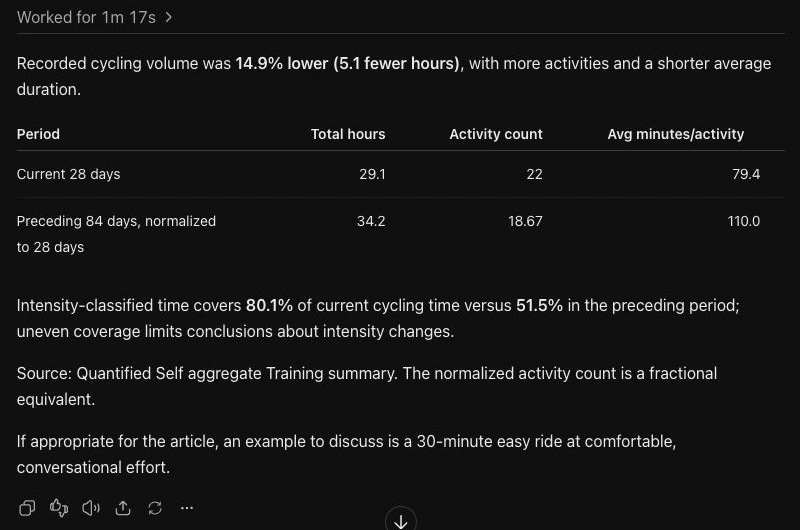 Worked for 1m 17s >
Recorded cycling volume was 14.9% lower (5.1 fewer hours), with more activities and a shorter average
duration.
Period Total hours Activity count Avg minutes/activity
Current 28 days 29.1 22 79.4
Preceding 84 days, normalized
to 28 days 34.2 18.67 110.0
Intensity-classified time covers 80.1% of current cycling time versus 51.5% in the preceding period;
uneven coverage limits conclusions about intensity changes.
Source: Quantified Self aggregate Training summary. The normalized activity count is a fractional
equivalent.
If appropriate for the article, an example to discuss is a 30-minute easy ride at comfortable,
conversational effort.